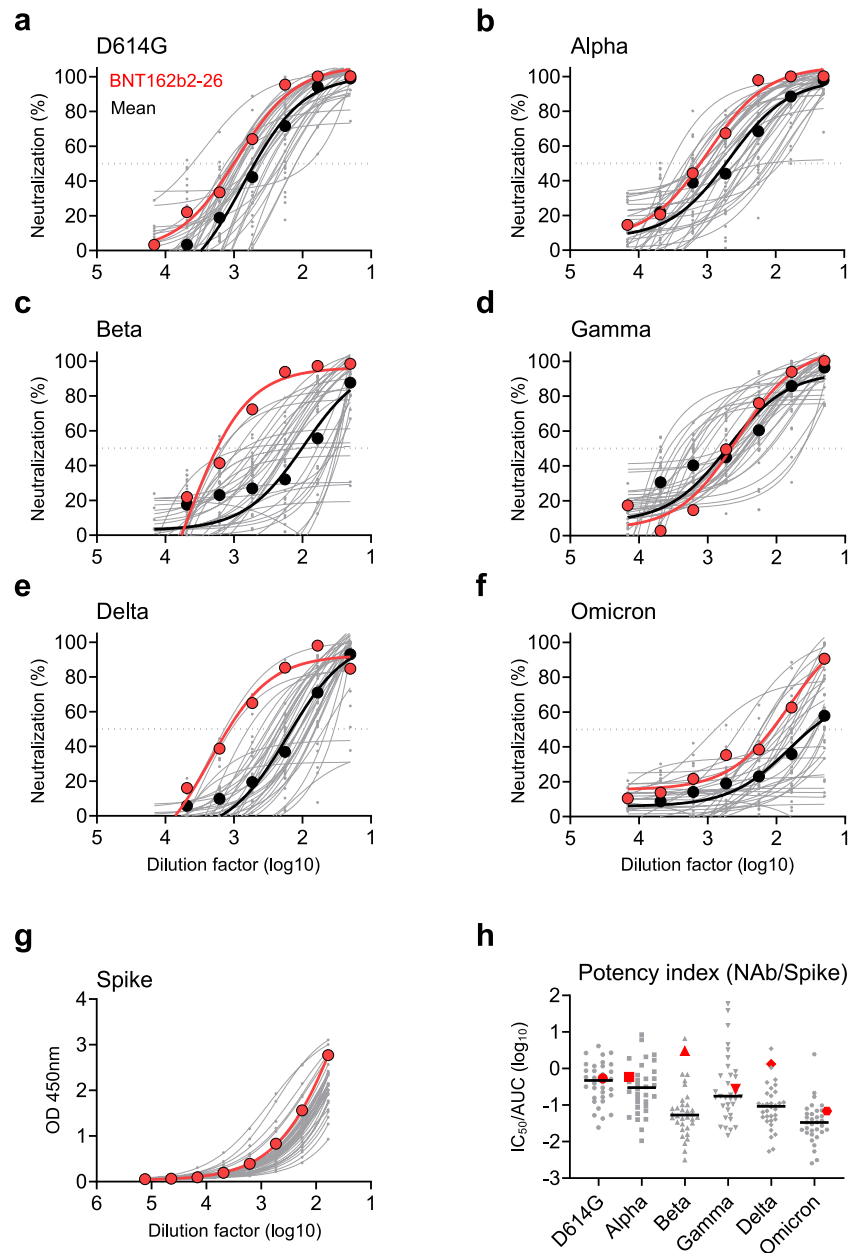 a
D614G
BNT162b2-26
Mean
Neutralization (%)
100
80
60
40
20
0
5 4 3 2 1
b
Alpha
Neutralization (%)
100
80
60
40
20
0
5 4 3 2 1
c
Beta
Neutralization (%)
100
80
60
40
20
0
5 4 3 2 1
d
Gamma
Neutralization (%)
100
80
60
40
20
0
5 4 3 2 1
e
Delta
Neutralization (%)
100
80
60
40
20
0
5 4 3 2 1
Dilution factor (log10)
f
Omicron
Neutralization (%)
100
80
60
40
20
0
5 4 3 2 1
Dilution factor (log10)
g
Spike
OD 450nm
4
3
2
1
0
6 5 4 3 2 1
Dilution factor (log10)
h
Potency index (NAb/Spike)
IC50/AUC (log10)
2
1
0
-1
-2
-3
D614G
Alpha
Beta
Gamma
Delta
Omicron